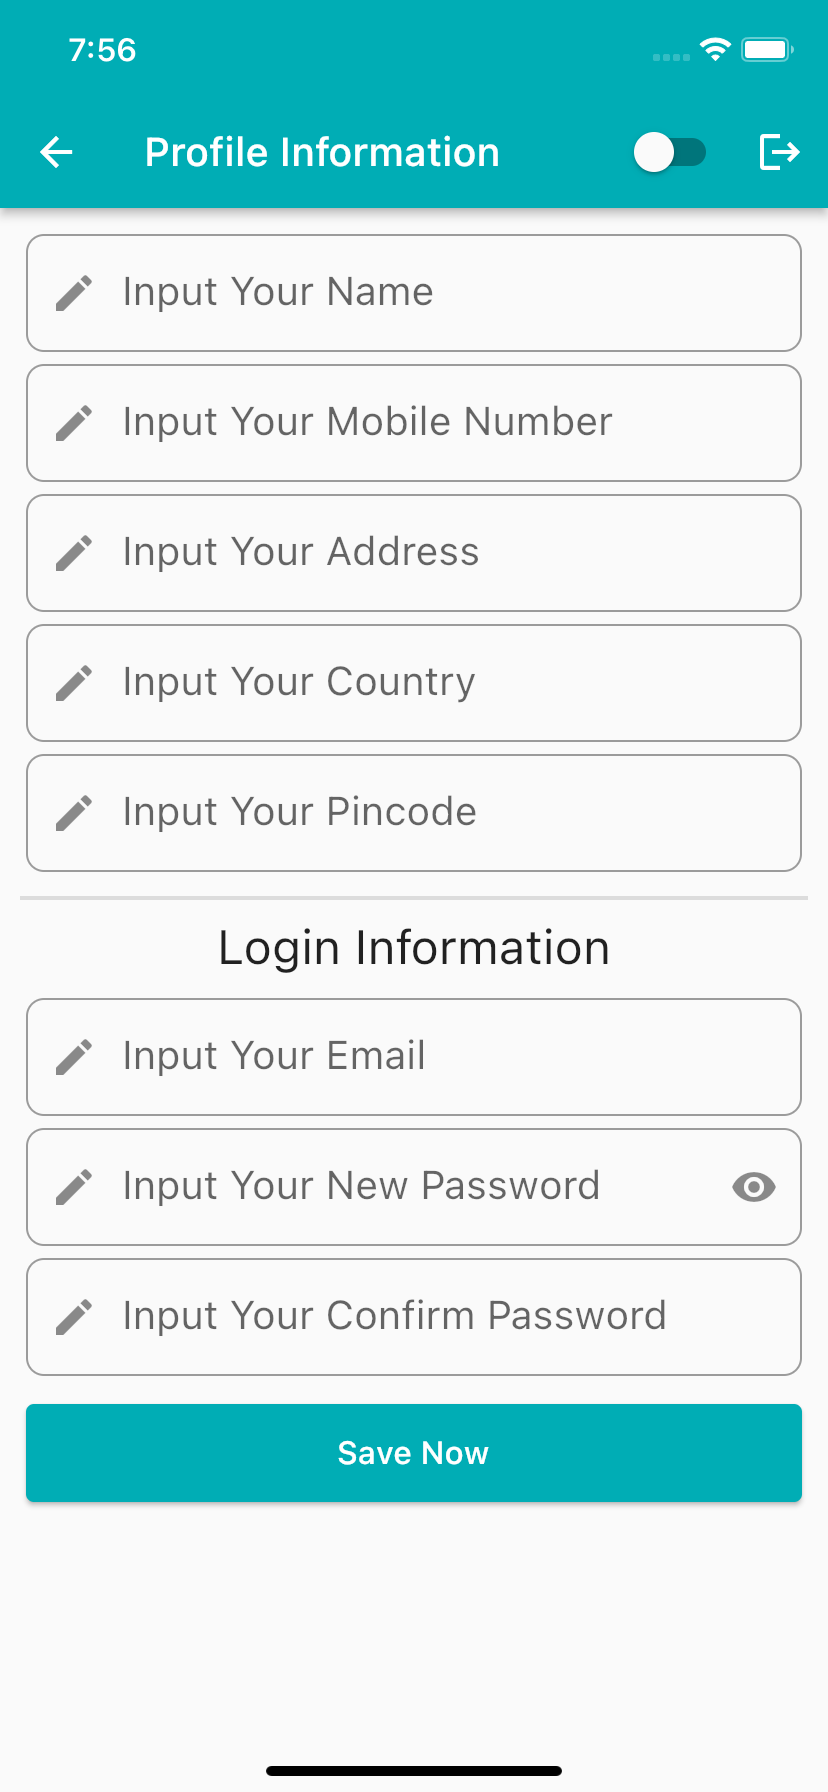 7:56
Profile Information
Input Your Name
Input Your Mobile Number
Input Your Address
Input Your Country
Input Your Pincode
Login Information
Input Your Email
Input Your New Password
Input Your Confirm Password
Save Now